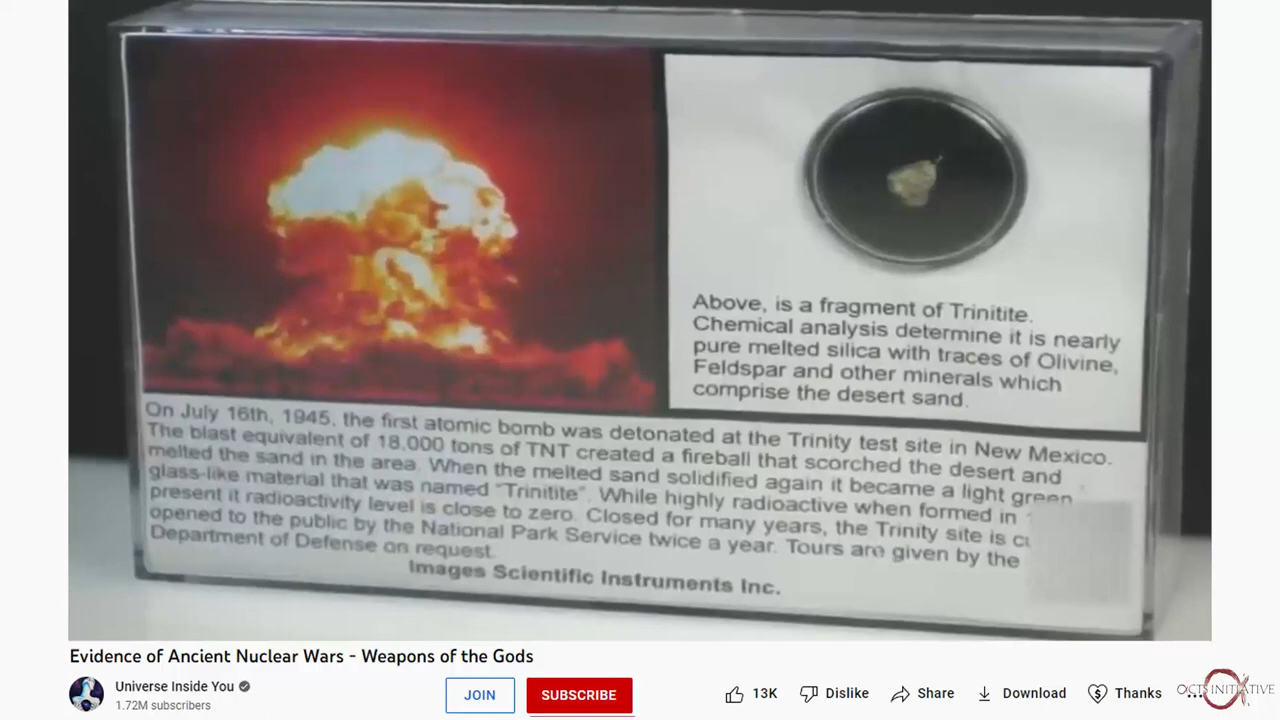 Above, is a fragment of Trinitite.
Chemical analysis determine it is nearly
pure melted silica with traces of Olivine,
Feldspar and other minerals which
comprise the desert sand.
On July 16th, 1945, the first atomic bomb was detonated at the Trinity test site in New Mexico.
The blast equivalent of 18,000 tons of TNT created a fireball that scorched the desert and
melted the sand in the area. When the melted sand solidified again it became a light green
glass-like material that was named "Trinitite". While highly radioactive when formed in
present it radioactivity level is close to zero. Closed for many years, the Trinity site is
opened to the public by the National Park Service twice a year. Tours are given by the
Department of Defense on request.
Images Scientific Instruments Inc.
Evidence of Ancient Nuclear Wars - Weapons of the Gods
Universe Inside You
1.72M subscribers
JOIN
SUBSCRIBE
13K
Dislike
Share
Download
Thanks
INITIATIVE